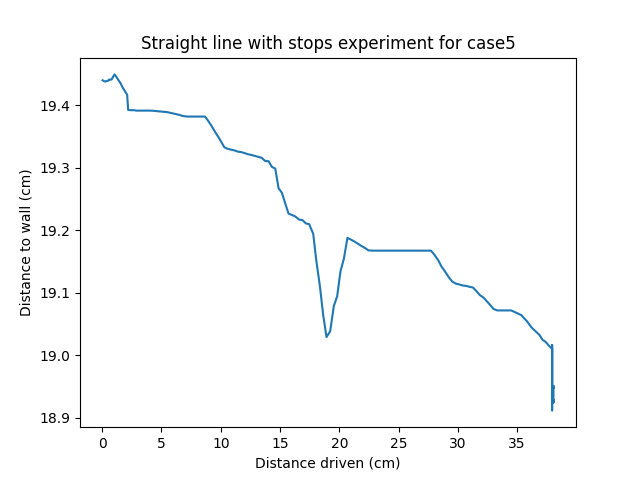 Straight line with stops experiment for case5
19.4
19.3
19.2
19.1
19.0
18.9
Distance to wall (cm)
0 5 10 15 20 25 30 35
Distance driven (cm)